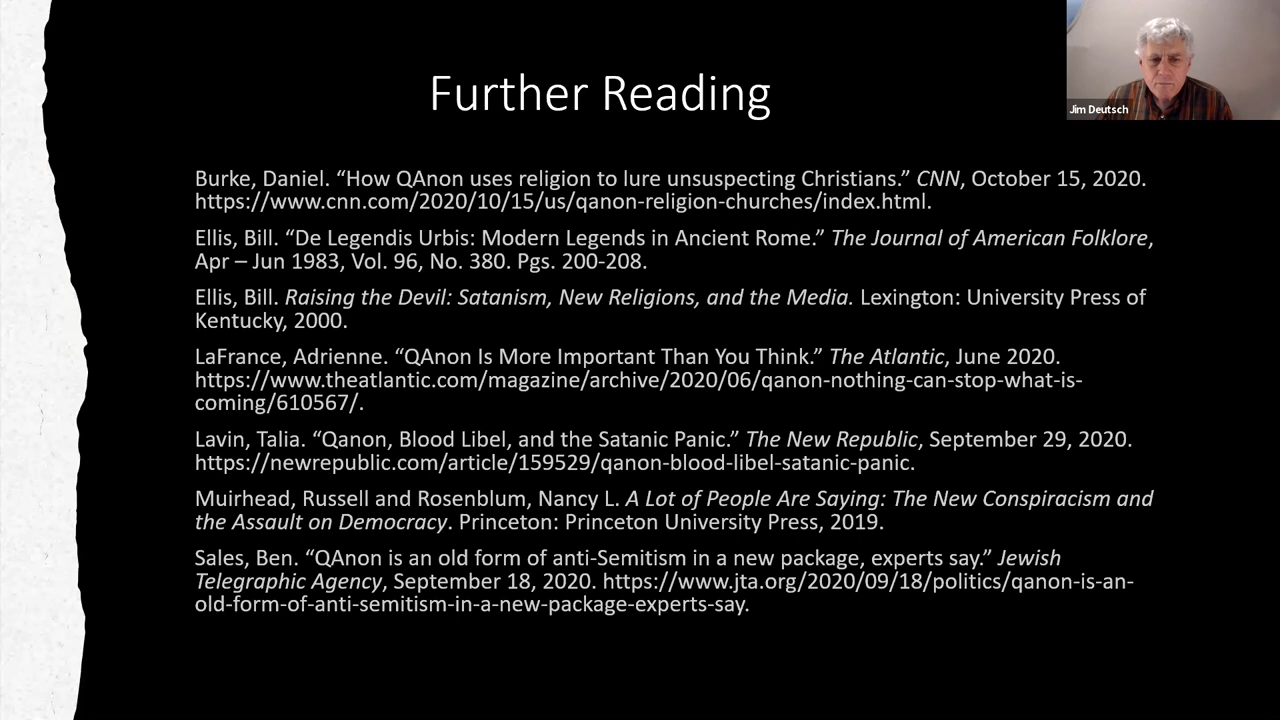 Further Reading
Jim Deutsch
Burke, Daniel. “How QAnon uses religion to lure unsuspecting Christians.” CNN, October 15, 2020.
https://www.cnn.com/2020/10/15/us/qanon-religion-churches/index.html.
Ellis, Bill. “De Legendis Urbis: Modern Legends in Ancient Rome.” The Journal of American Folklore,
Apr – Jun 1983, Vol. 96, No. 380. Pgs. 200-208.
Ellis, Bill. Raising the Devil: Satanism, New Religions, and the Media. Lexington: University Press of
Kentucky, 2000.
LaFrance, Adrienne. “QAnon Is More Important Than You Think.” The Atlantic, June 2020.
https://www.theatlantic.com/magazine/archive/2020/06/qanon-nothing-can-stop-what-is-
coming/610567/.
Lavin, Talia. “Qanon, Blood Libel, and the Satanic Panic.” The New Republic, September 29, 2020.
https://newrepublic.com/article/159529/qanon-blood-libel-satanic-panic.
Muirhead, Russell and Rosenblum, Nancy L. A Lot of People Are Saying: The New Conspiracism and
the Assault on Democracy. Princeton: Princeton University Press, 2019.
Sales, Ben. “QAnon is an old form of anti-Semitism in a new package, experts say.” Jewish
Telegraphic Agency, September 18, 2020. https://www.jta.org/2020/09/18/politics/qanon-is-an-
old-form-of-anti-semitism-in-a-new-package-experts-say.